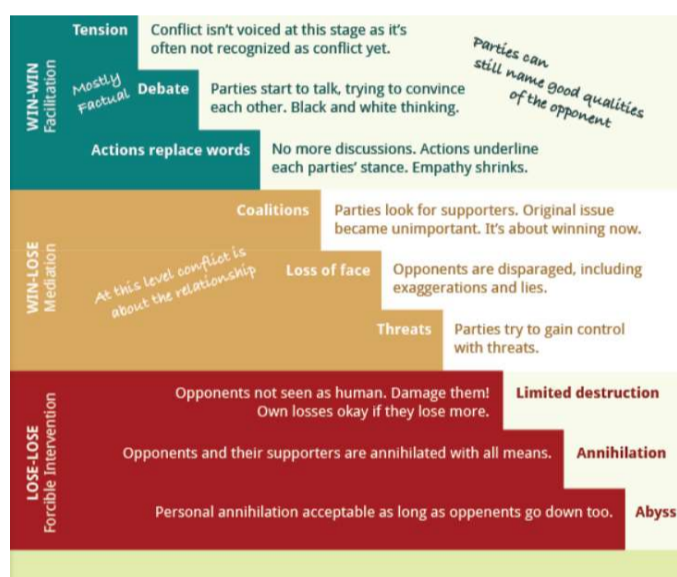 WIN-WIN
Facilitation
Tension
Conflict isn't voiced at this stage as it's
often not recognized as conflict yet.
Parties can
still name good qualities
of the opponent
Mostly
Factual
Debate
Parties start to talk, trying to convince
each other. Black and white thinking.
Actions replace words
No more discussions. Actions underline
each parties' stance. Empathy shrinks.
WIN-LOSE
Mediation
Coalitions
Parties look for supporters. Original issue
became unimportant. It's about winning now.
At this level conflict is
about the relationship
Loss of face
Opponents are disparaged, including
exaggerations and lies.
Threats
Parties try to gain control
with threats.
LOSE-LOSE
Forcible Intervention
Opponents not seen as human. Damage them!
Own losses okay if they lose more.
Limited destruction
Opponents and their supporters are annihilated with all means.
Annihilation
Personal annihilation acceptable as long as oppenents go down too.
Abyss